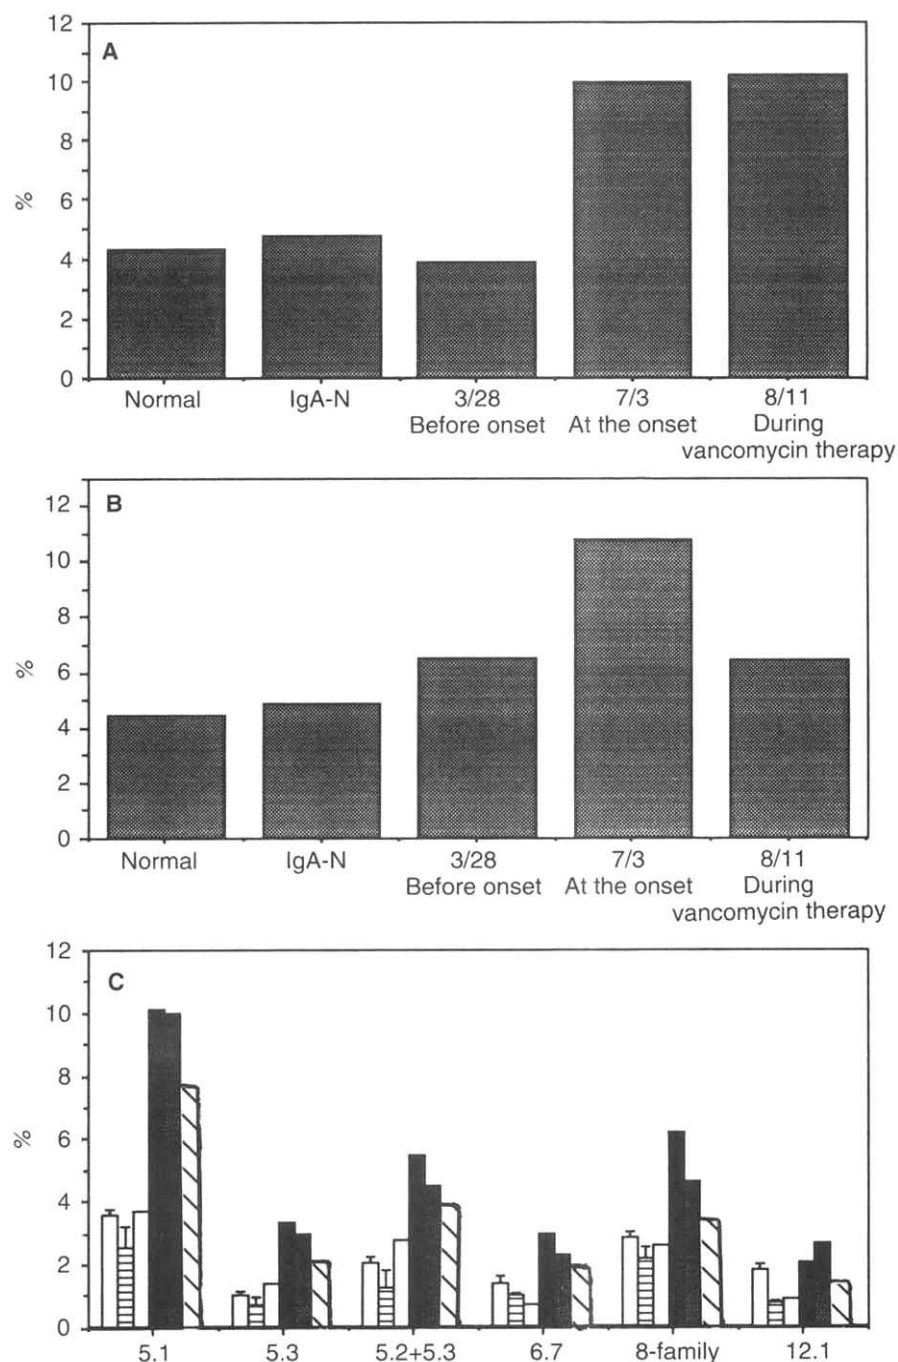 12
A
10
8
%
6
4
2
0
Normal IgA-N 3/28 7/3 8/11
Before onset At the onset During
vancomycin therapy
12
B
10
8
%
6
4
2
0
Normal IgA-N 3/28 7/3 8/11
Before onset At the onset During
vancomycin therapy
12
C
10
8
%
6
4
2
0
5.1 5.3 5.2+5.3 6.7 8-family 12.1